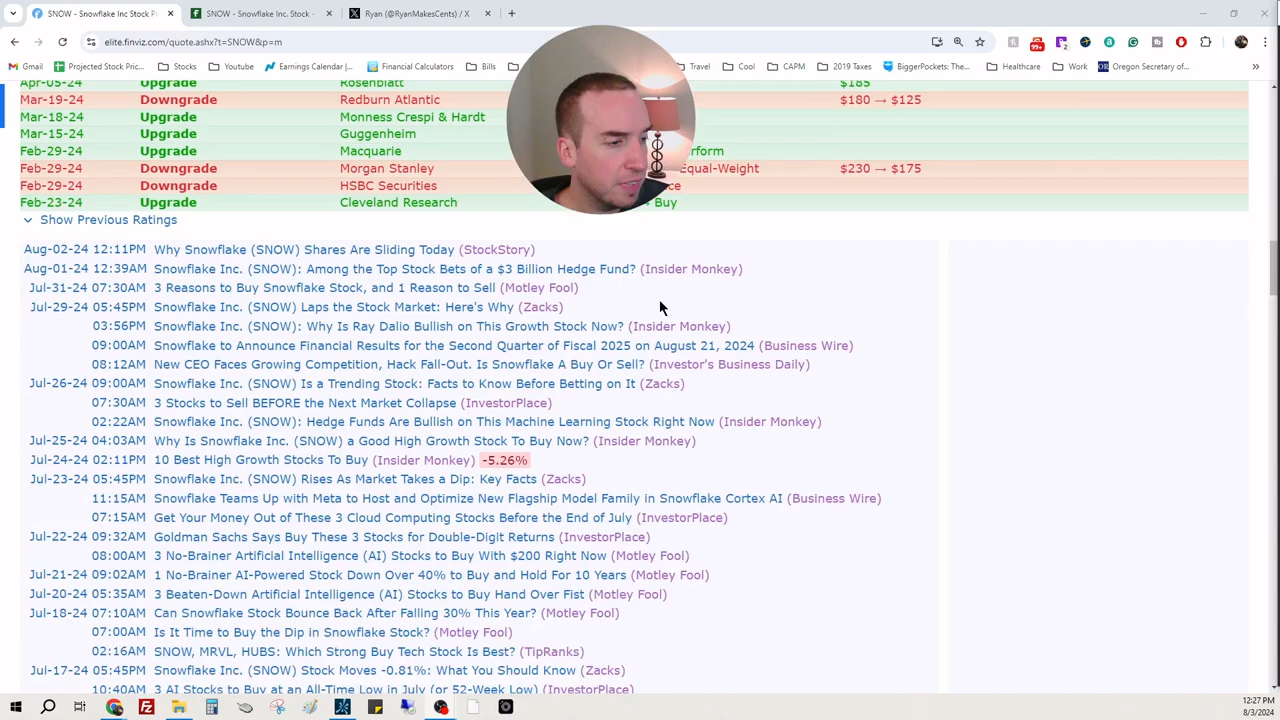 SNOW - Snowflake Inc Stock P
SNOW - Snowflake Inc. Stock -
Ryan (@RyanMakesCents) / X
elite.finviz.com/quote.ashx?t=SNOW&p=m
99+
2
Gmail
Projected Stock Pric...
Stocks
Youtube
Earnings Calendar |...
Financial Calculators
Bills
Travel
Cool
CAPM
2019 Taxes
BiggerPockets: The...
Healthcare
Work
OR Oregon Secretary of...
Apr-05-24 Upgrade Rosenblatt $185
Mar-19-24 Downgrade Redburn Atlantic $180 → $125
Mar-18-24 Upgrade Monness Crespi & Hardt
Mar-15-24 Upgrade Guggenheim
Feb-29-24 Upgrade Macquarie
Feb-29-24 Downgrade Morgan Stanley Equal-Weight $230 → $175
Feb-29-24 Downgrade HSBC Securities
Feb-23-24 Upgrade Cleveland Research Buy
Show Previous Ratings
Aug-02-24 12:11PM Why Snowflake (SNOW) Shares Are Sliding Today (StockStory)
Aug-01-24 12:39AM Snowflake Inc. (SNOW): Among the Top Stock Bets of a $3 Billion Hedge Fund? (Insider Monkey)
Jul-31-24 07:30AM 3 Reasons to Buy Snowflake Stock, and 1 Reason to Sell (Motley Fool)
Jul-29-24 05:45PM Snowflake Inc. (SNOW) Laps the Stock Market: Here's Why (Zacks)
03:56PM Snowflake Inc. (SNOW): Why Is Ray Dalio Bullish on This Growth Stock Now? (Insider Monkey)
09:00AM Snowflake to Announce Financial Results for the Second Quarter of Fiscal 2025 on August 21, 2024 (Business Wire)
08:12AM New CEO Faces Growing Competition, Hack Fall-Out. Is Snowflake A Buy Or Sell? (Investor's Business Daily)
Jul-26-24 09:00AM Snowflake Inc. (SNOW) Is a Trending Stock: Facts to Know Before Betting on It (Zacks)
07:30AM 3 Stocks to Sell BEFORE the Next Market Collapse (InvestorPlace)
02:22AM Snowflake Inc. (SNOW): Hedge Funds Are Bullish on This Machine Learning Stock Right Now (Insider Monkey)
Jul-25-24 04:03AM Why Is Snowflake Inc. (SNOW) a Good High Growth Stock To Buy Now? (Insider Monkey)
Jul-24-24 02:11PM 10 Best High Growth Stocks To Buy (Insider Monkey) -5.26%
Jul-23-24 05:45PM Snowflake Inc. (SNOW) Rises As Market Takes a Dip: Key Facts (Zacks)
11:15AM Snowflake Teams Up with Meta to Host and Optimize New Flagship Model Family in Snowflake Cortex AI (Business Wire)
07:15AM Get Your Money Out of These 3 Cloud Computing Stocks Before the End of July (InvestorPlace)
Jul-22-24 09:32AM Goldman Sachs Says Buy These 3 Stocks for Double-Digit Returns (InvestorPlace)
08:00AM 3 No-Brainer Artificial Intelligence (AI) Stocks to Buy With $200 Right Now (Motley Fool)
Jul-21-24 09:02AM 1 No-Brainer AI-Powered Stock Down Over 40% to Buy and Hold For 10 Years (Motley Fool)
Jul-20-24 05:35AM 3 Beaten-Down Artificial Intelligence (AI) Stocks to Buy Hand Over Fist (Motley Fool)
Jul-18-24 07:10AM Can Snowflake Stock Bounce Back After Falling 30% This Year? (Motley Fool)
07:00AM Is It Time to Buy the Dip in Snowflake Stock? (Motley Fool)
02:16AM SNOW, MRVL, HUBS: Which Strong Buy Tech Stock Is Best? (TipRanks)
Jul-17-24 05:45PM Snowflake Inc. (SNOW) Stock Moves -0.81%: What You Should Know (Zacks)
10:40AM 3 AI Stocks to Buy at an All-Time Low in July (or 52-Week Low) (InvestorPlace)
12:27 PM
8/3/2024